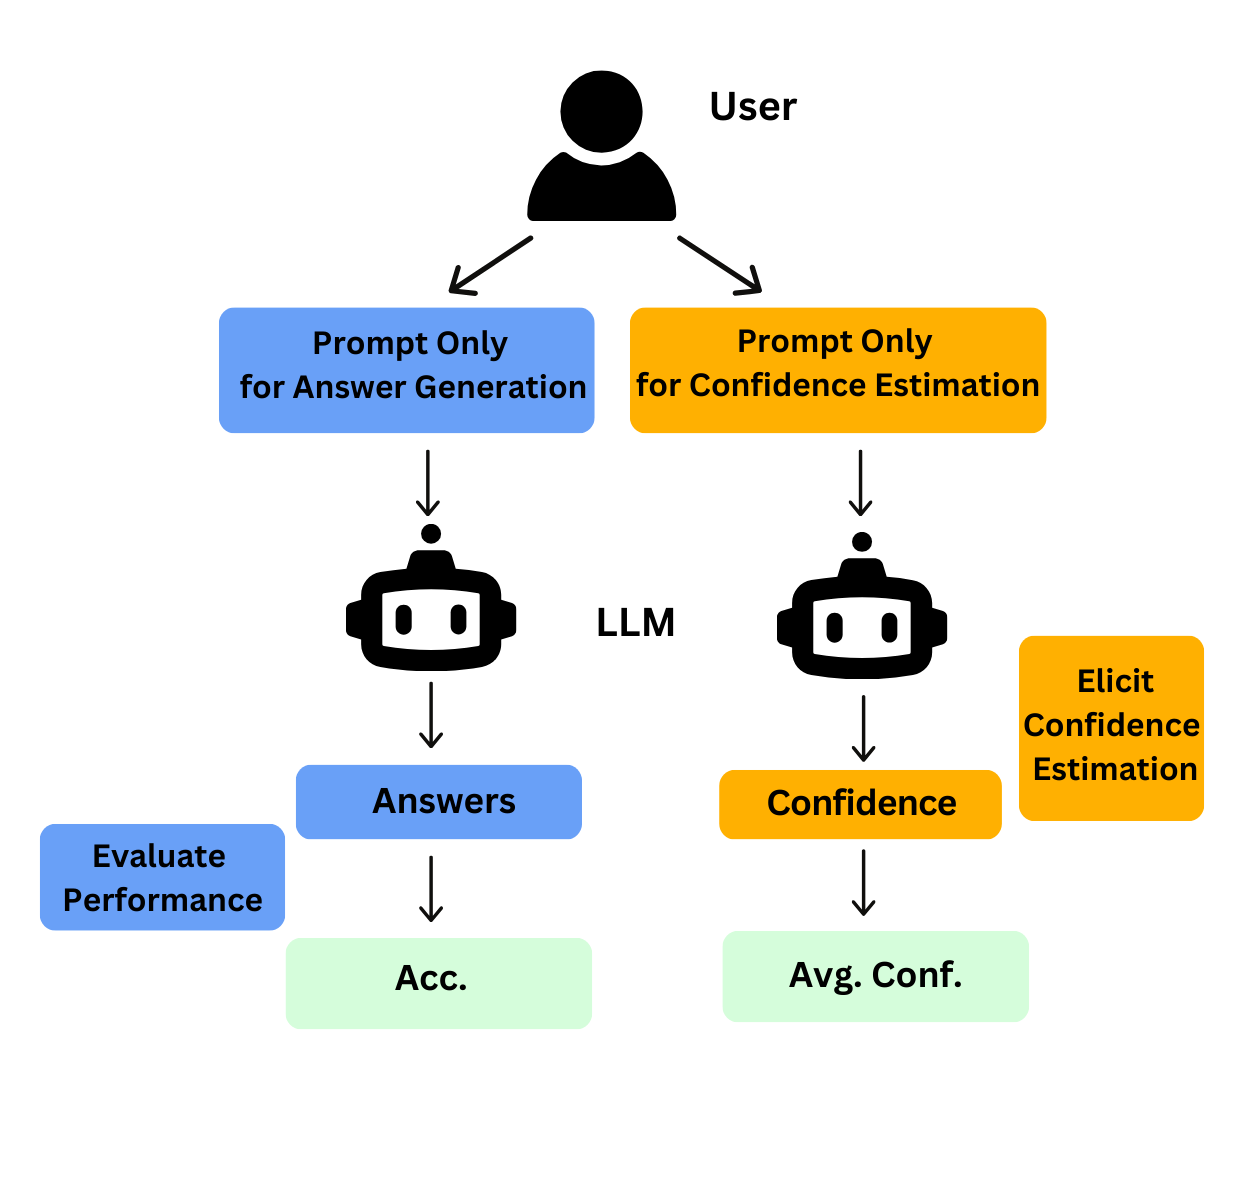 User
Prompt Only
for Answer Generation
Prompt Only
for Confidence Estimation
LLM
Elicit
Confidence
Estimation
Answers
Confidence
Evaluate
Performance
Acc.
Avg. Conf.